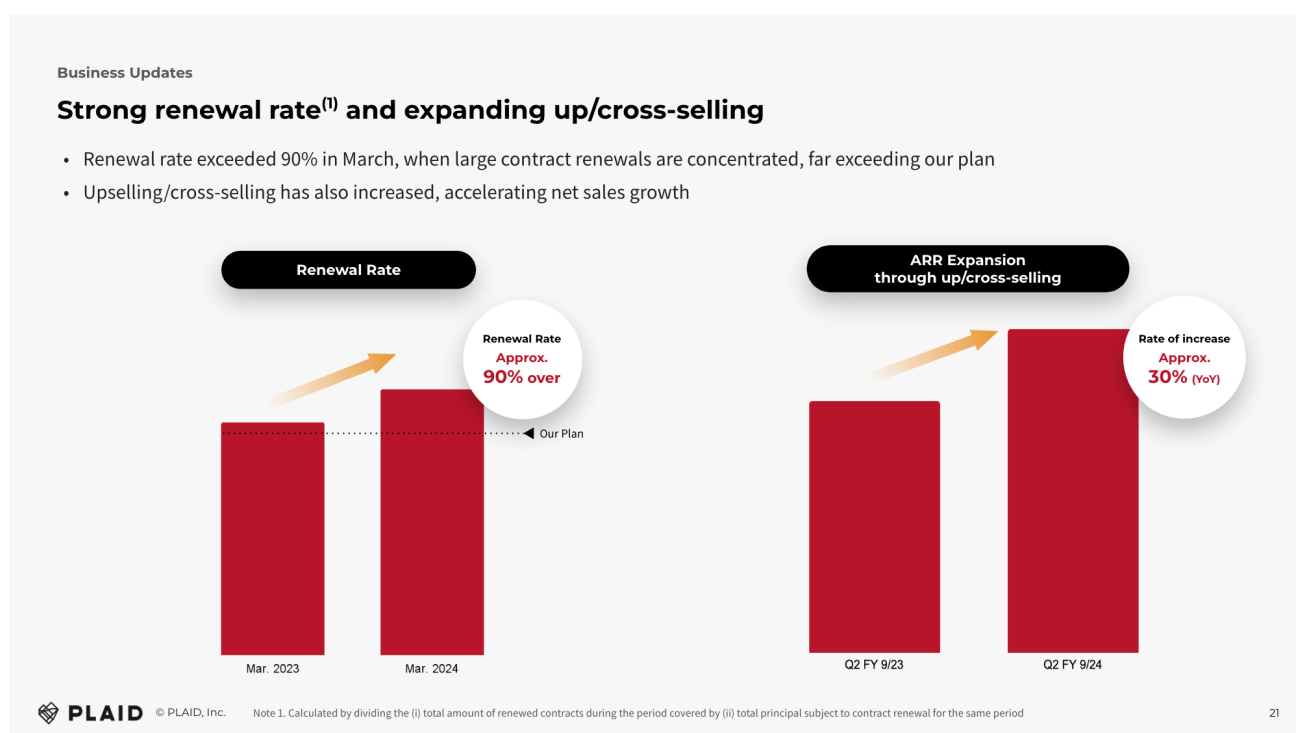 Business Updates
Strong renewal rate(1) and expanding up/cross-selling
• Renewal rate exceeded 90% in March, when large contract renewals are concentrated, far exceeding our plan
• Upselling/cross-selling has also increased, accelerating net sales growth
Renewal Rate
Renewal Rate
Approx.
90% over
Our Plan
Mar. 2023
Mar. 2024
ARR Expansion
through up/cross-selling
Rate of increase
Approx.
30% (YoY)
Q2 FY 9/23
Q2 FY 9/24
PLAID
© PLAID, Inc.
Note 1. Calculated by dividing the (i) total amount of renewed contracts during the period covered by (ii) total principal subject to contract renewal for the same period
21